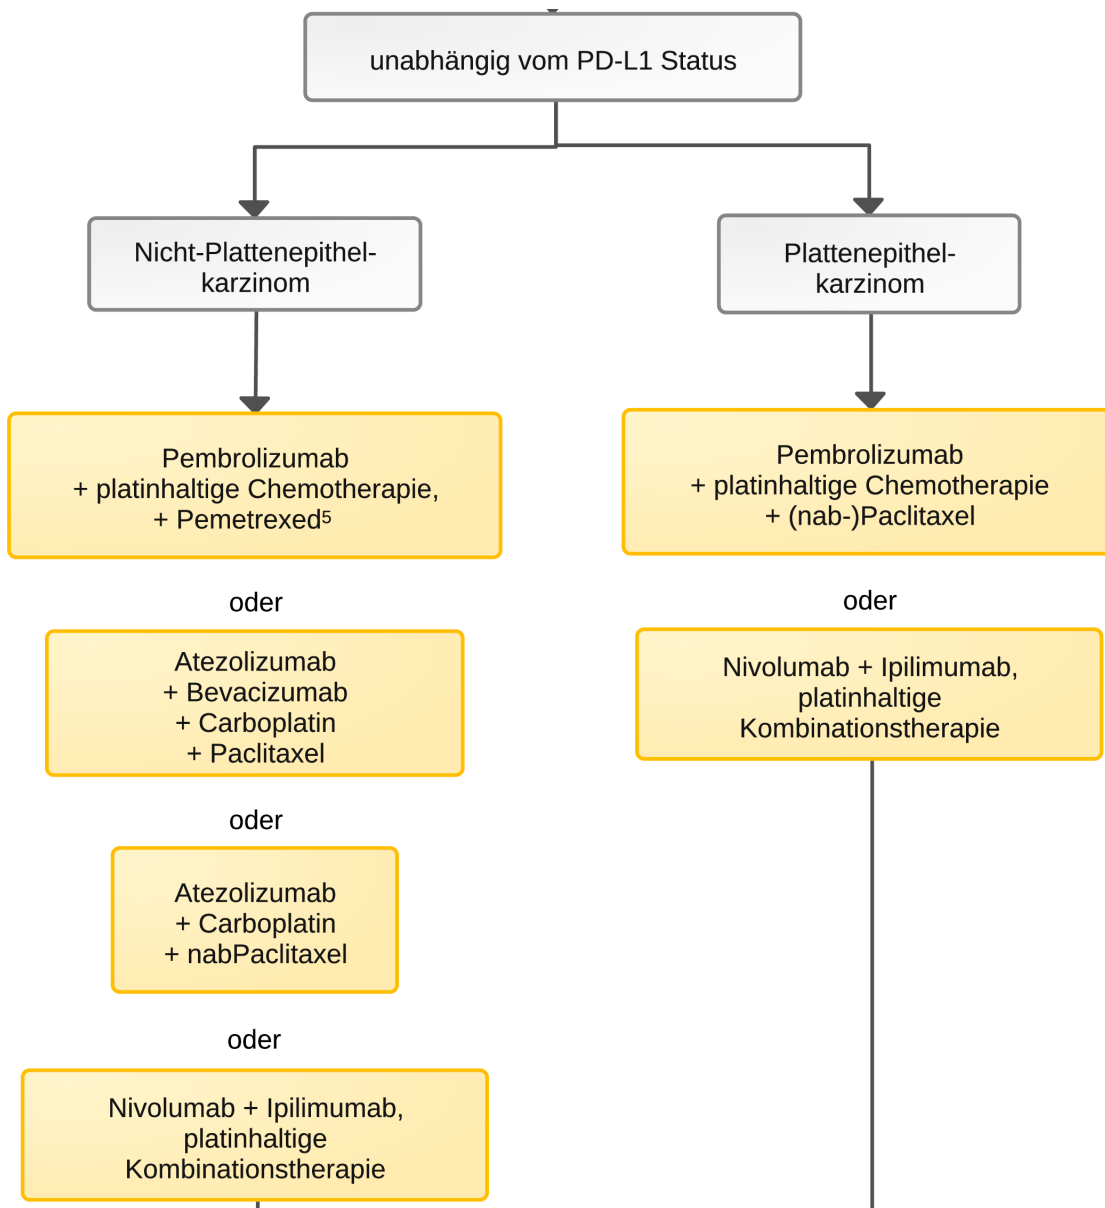 unabhängig vom PD-L1 Status
Nicht-Plattenepithel-
karzinom
Pembrolizumab
+ platinhaltige Chemotherapie,
+ Pemetrexed⁵
oder
Atezolizumab
+ Bevacizumab
+ Carboplatin
+ Paclitaxel
oder
Atezolizumab
+ Carboplatin
+ nabPaclitaxel
oder
Nivolumab + Ipilimumab,
platinhaltige
Kombinationstherapie
Plattenepithel-
karzinom
Pembrolizumab
+ platinhaltige Chemotherapie
+ (nab-)Paclitaxel
oder
Nivolumab + Ipilimumab,
platinhaltige
Kombinationstherapie